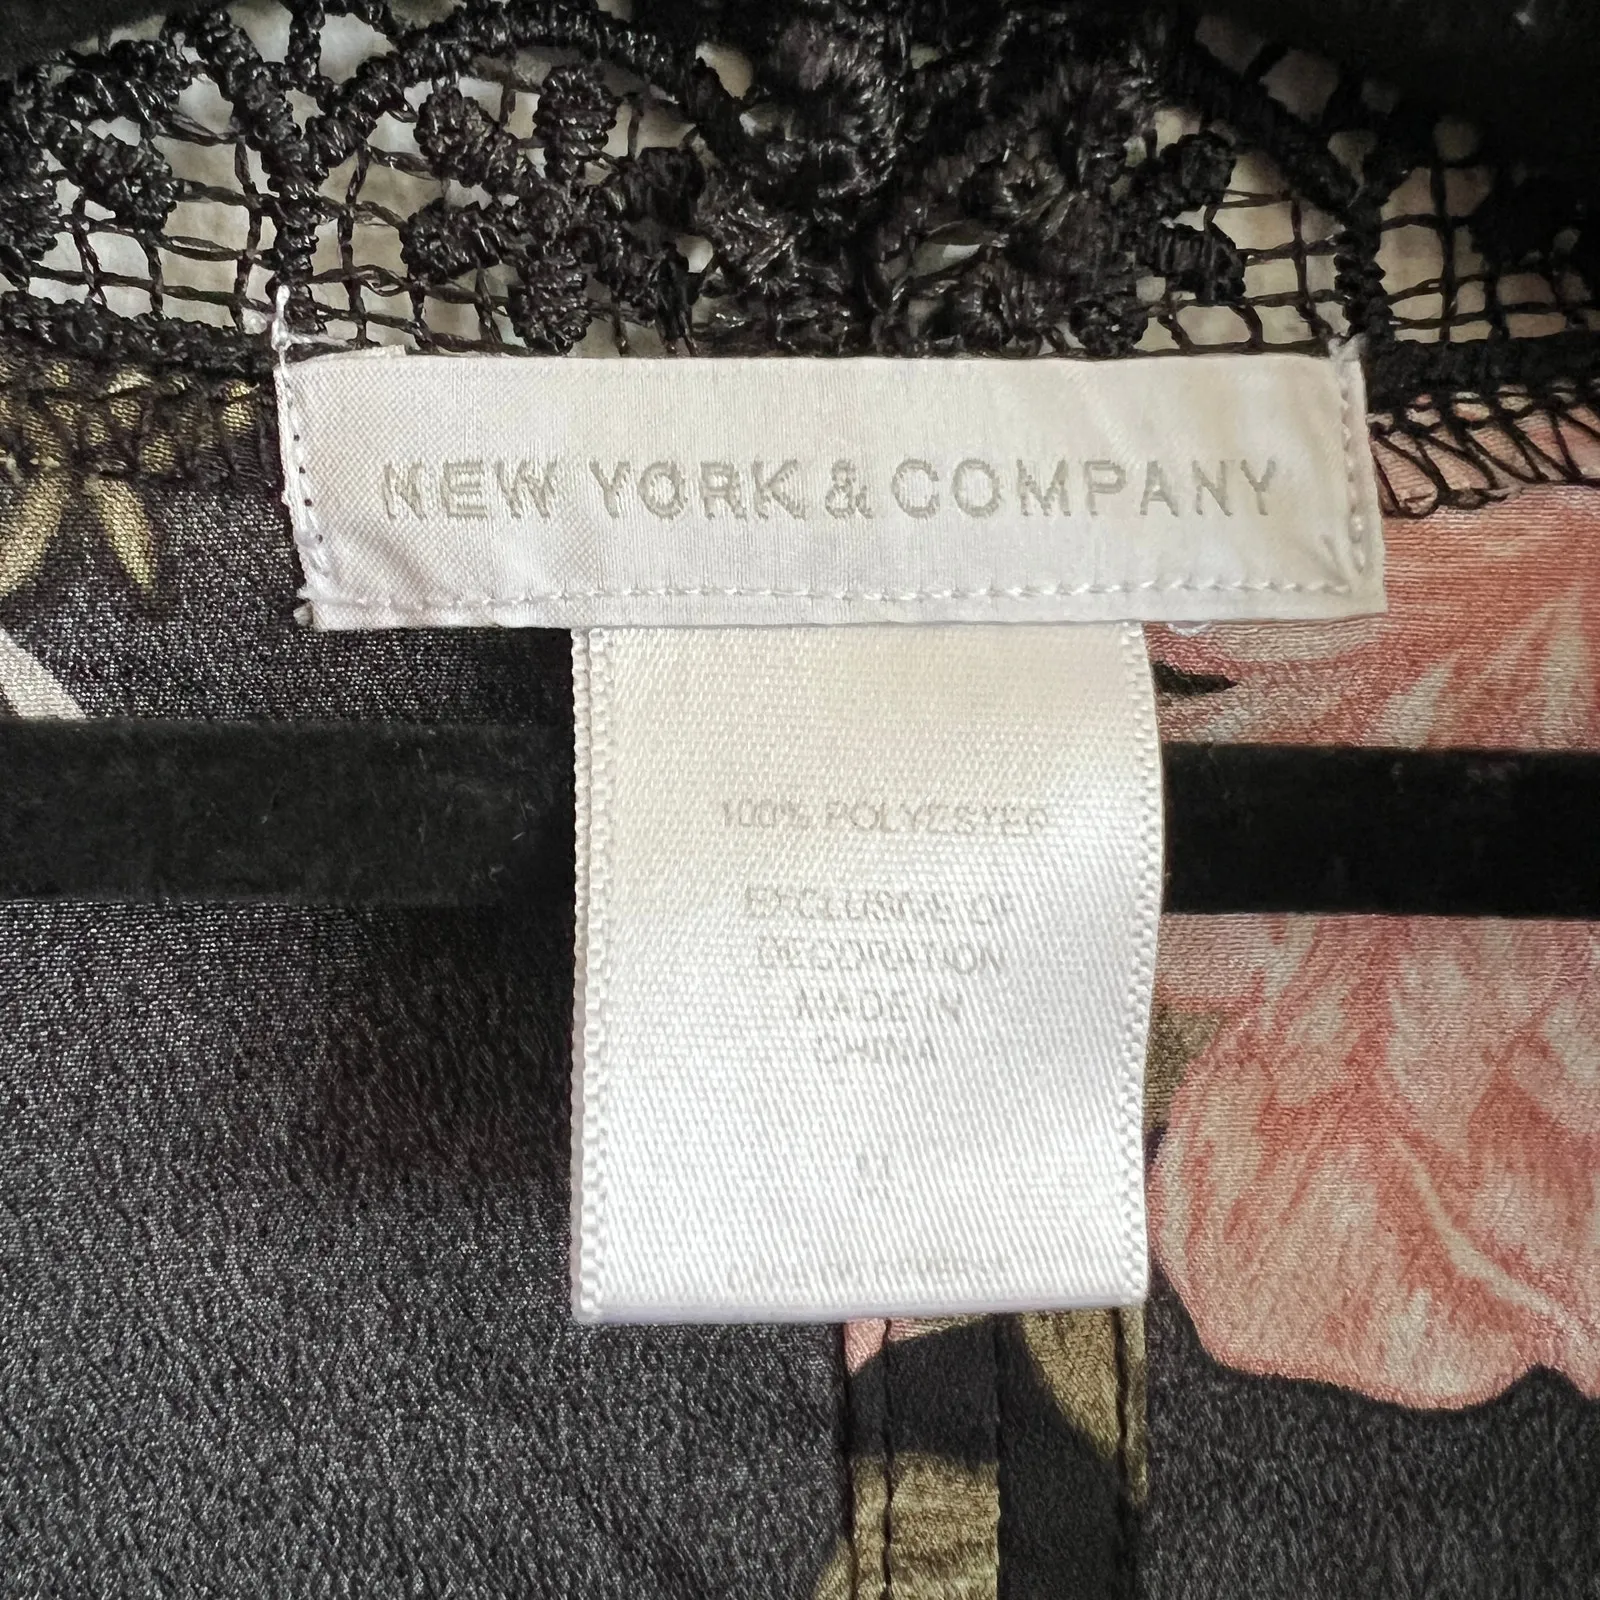 NEW YORK & COMPANY
100% POLYESTER
EXCLUSIVE OF
DECORATION
MADE IN
CHINA